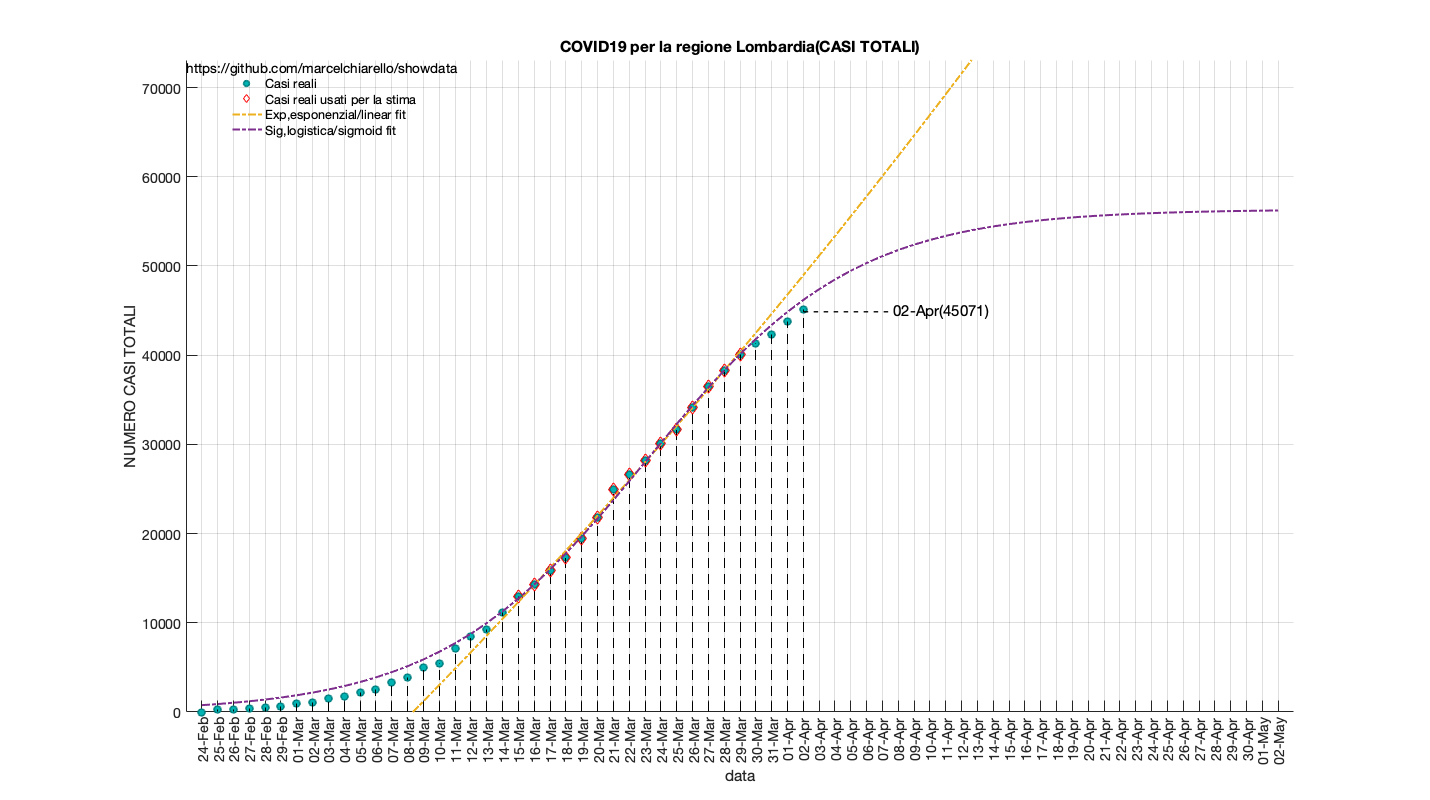 COVID19 per la regione Lombardia(CASI TOTALI)
https://github.com/marcelchiarello/showdata
Casi reali
Casi reali usati per la stima
Exp,esponenzial/linear fit
Sig,logistica/sigmoid fit
70000
60000
50000
40000
30000
20000
10000
0
NUMERO CASI TOTALI
02-Apr(45071)
24-Feb
25-Feb
26-Feb
27-Feb
28-Feb
29-Feb
01-Mar
02-Mar
03-Mar
04-Mar
05-Mar
06-Mar
07-Mar
08-Mar
09-Mar
10-Mar
11-Mar
12-Mar
13-Mar
14-Mar
15-Mar
16-Mar
17-Mar
18-Mar
19-Mar
20-Mar
21-Mar
22-Mar
23-Mar
24-Mar
25-Mar
26-Mar
27-Mar
28-Mar
29-Mar
30-Mar
31-Mar
01-Apr
02-Apr
03-Apr
04-Apr
05-Apr
06-Apr
07-Apr
08-Apr
09-Apr
10-Apr
11-Apr
12-Apr
13-Apr
14-Apr
15-Apr
16-Apr
17-Apr
18-Apr
19-Apr
20-Apr
21-Apr
22-Apr
23-Apr
24-Apr
25-Apr
26-Apr
27-Apr
28-Apr
29-Apr
30-Apr
01-May
02-May
data